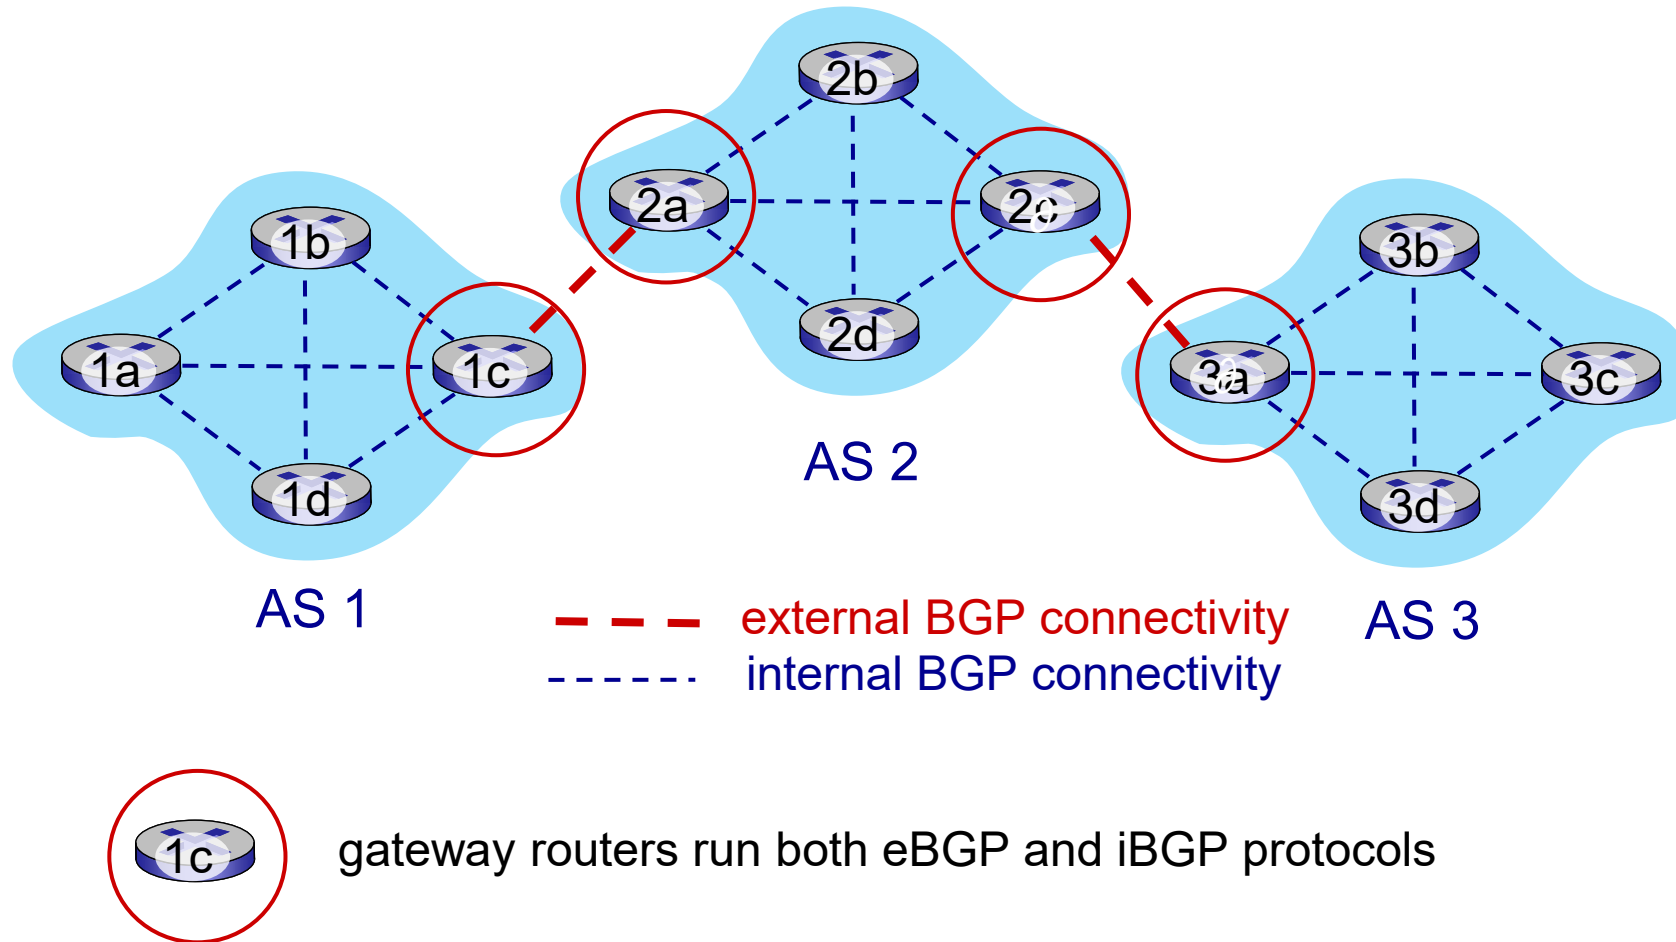 2b
2a
2c
2d
1b
1a
1c
1d
3b
3a
3c
3d
AS 2
AS 1
AS 3
external BGP connectivity
internal BGP connectivity
1c
gateway routers run both eBGP and iBGP protocols